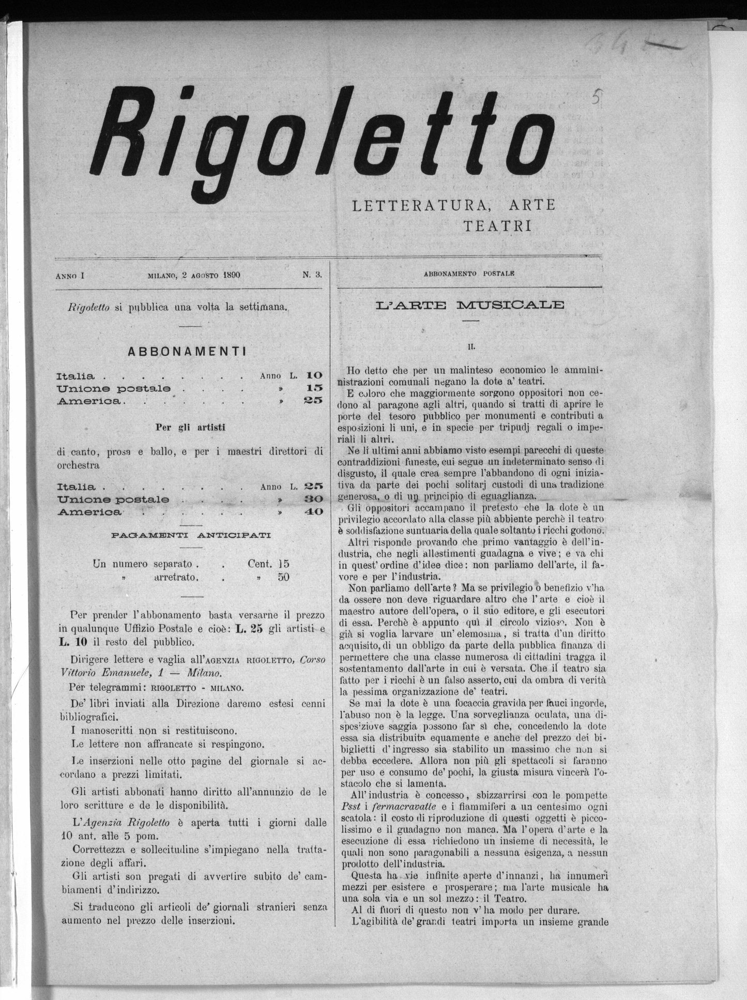 5
Rigoletto
LETTERATURA, ARTE
TEATRI
ANNO I MILANO, 2 AGOSTO 1890 N. 3.
Rigoletto si pubblica una volta la settimana.
ABBONAMENTI
Italia . . . . . . . . Anno L. 10
Unione postale . . . . » 15
America . . . . . . . » 25
Per gli artisti
di canto, prosa e ballo, e per i maestri direttori di
orchestra
Italia . . . . . . . . Anno L. 25
Unione postale . . . . » 30
America . . . . . . » 40
PAGAMENTI ANTICIPATI
Un numero separato . . Cent. 15
» arretrato . . » 50
Per prender l'abbonamento basta versarne il prezzo
in qualunque Uffizio Postale e cioè: L. 25 gli artisti e
L. 10 il resto del pubblico.
Dirigere lettere e vaglia all'AGENZIA RIGOLETTO, Corso
Vittorio Emanuele, 1 — Milano.
Per telegrammi: RIGOLETTO - MILANO.
De' libri inviati alla Direzione daremo estesi cenni
bibliografici.
I manoscritti non si restituiscono.
Le lettere non affrancate si respingono.
Le inserzioni nelle otto pagine del giornale si ac-
cordano a prezzi limitati.
Gli artisti abbonati hanno diritto all'annunzio de le
loro scritture e de le disponibilità.
L'Agenzia Rigoletto è aperta tutti i giorni dalle
10 ant. alle 5 pom.
Correttezza e sollecitudine s'impiegano nella tratta-
zione degli affari.
Gli artisti son pregati di avvertire subito de' cam-
biamenti d'indirizzo.
Si traducono gli articoli de' giornali stranieri senza
aumento nel prezzo delle inserzioni.
ABBONAMENTO POSTALE
L'ARTE MUSICALE
II.
Ho detto che per un malinteso economico le ammini-
nistrazioni comunali negano la dote a' teatri.
E coloro che maggiormente sorgono oppositori non ce-
dono al paragone agli altri, quando si tratti di aprire le
porte del tesoro pubblico per monumenti e contributi a
esposizioni li uni, e in specie per tripudj regali o impe-
riali li altri.
Ne li ultimi anni abbiamo visto esempi parecchi di queste
contraddizioni funeste, cui segue un indeterminato senso di
disgusto, il quale crea sempre l'abbandono di ogni inizia-
tiva da parte dei pochi solitarj custodi di una tradizione
generosa, o di un principio di eguaglianza.
Gli oppositori accampano il pretesto che la dote è un
privilegio accordato alla classe più abbiente perchè il teatro
è soddisfazione suntuaria della quale soltanto i ricchi godono.
Altri risponde provando che primo vantaggio è dell'in-
dustria, che negli allestimenti guadagna e vive; e va chi
in quest' ordine d'idee dice: non parliamo dell'arte, il fa-
vore e per l'industria.
Non parliamo dell'arte? Ma se privilegio o benefizio v'ha
da ossere non deve riguardare altro che l'arte e cioè il
maestro autore dell'opera, o il suo editore, e gli esecutori
di essa. Perchè è appunto quì il circolo vizioso. Non è
già si voglia larvare un' elemosina, si tratta d'un diritto
acquisito, di un obbligo da parte della pubblica finanza di
permettere che una classe numerosa di cittadini tragga il
sostentamento dall'arte in cui è versata. Che il teatro sia
fatto per i ricchi è un falso asserto, cui da ombra di verità
la pessima organizzazione de' teatri.
Se mai la dote è una focaccia gravida per fauci ingorde,
l'abuso non è la legge. Una sorveglianza oculata, una di-
sposiziove saggia possono far sì che, concedendo la dote
essa sia distribuita equamente e anche del prezzo dei bi-
biglietti d'ingresso sia stabilito un massimo che non si
debba eccedere. Allora non più gli spettacoli si faranno
per uso e consumo de' pochi, la giusta misura vincerà l'o-
stacolo che si lamenta.
All'industria è concesso, sbizzarrirsi con le pompette
Psst i fermacravatte e i fiammiferi a un centesimo ogni
scatola: il costo di riproduzione di questi oggetti è picco-
lissimo e il guadagno non manca. Ma l'opera d'arte e la
esecuzione di essa richiedono un insieme di necessità, le
quali non sono paragonabili a nessuna esigenza, a nessun
prodotto dell'industria.
Questa ha vie infinite aperte d'innanzi, ha innumeri
mezzi per esistere e prosperare; ma l'arte musicale ha
una sola via e un sol mezzo: il Teatro.
Al di fuori di questo non v'ha modo per durare.
L'agibilità de' grandi teatri importa un insieme grande